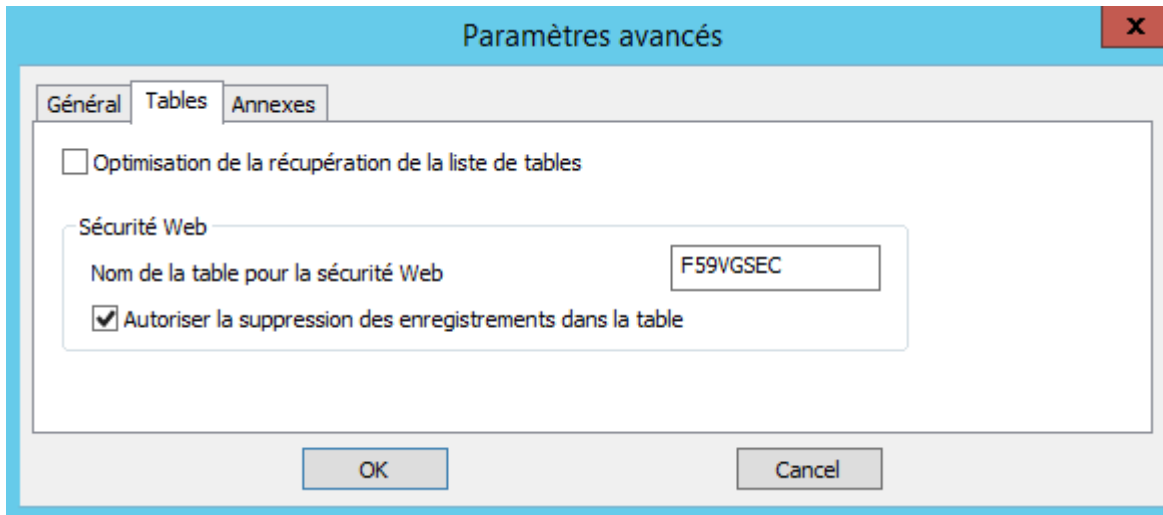 Paramètres avancés
x
Général Tables Annexes
Optimisation de la récupération de la liste de tables
Sécurité Web
Nom de la table pour la sécurité Web F59VGSEC
Autoriser la suppression des enregistrements dans la table
OK Cancel